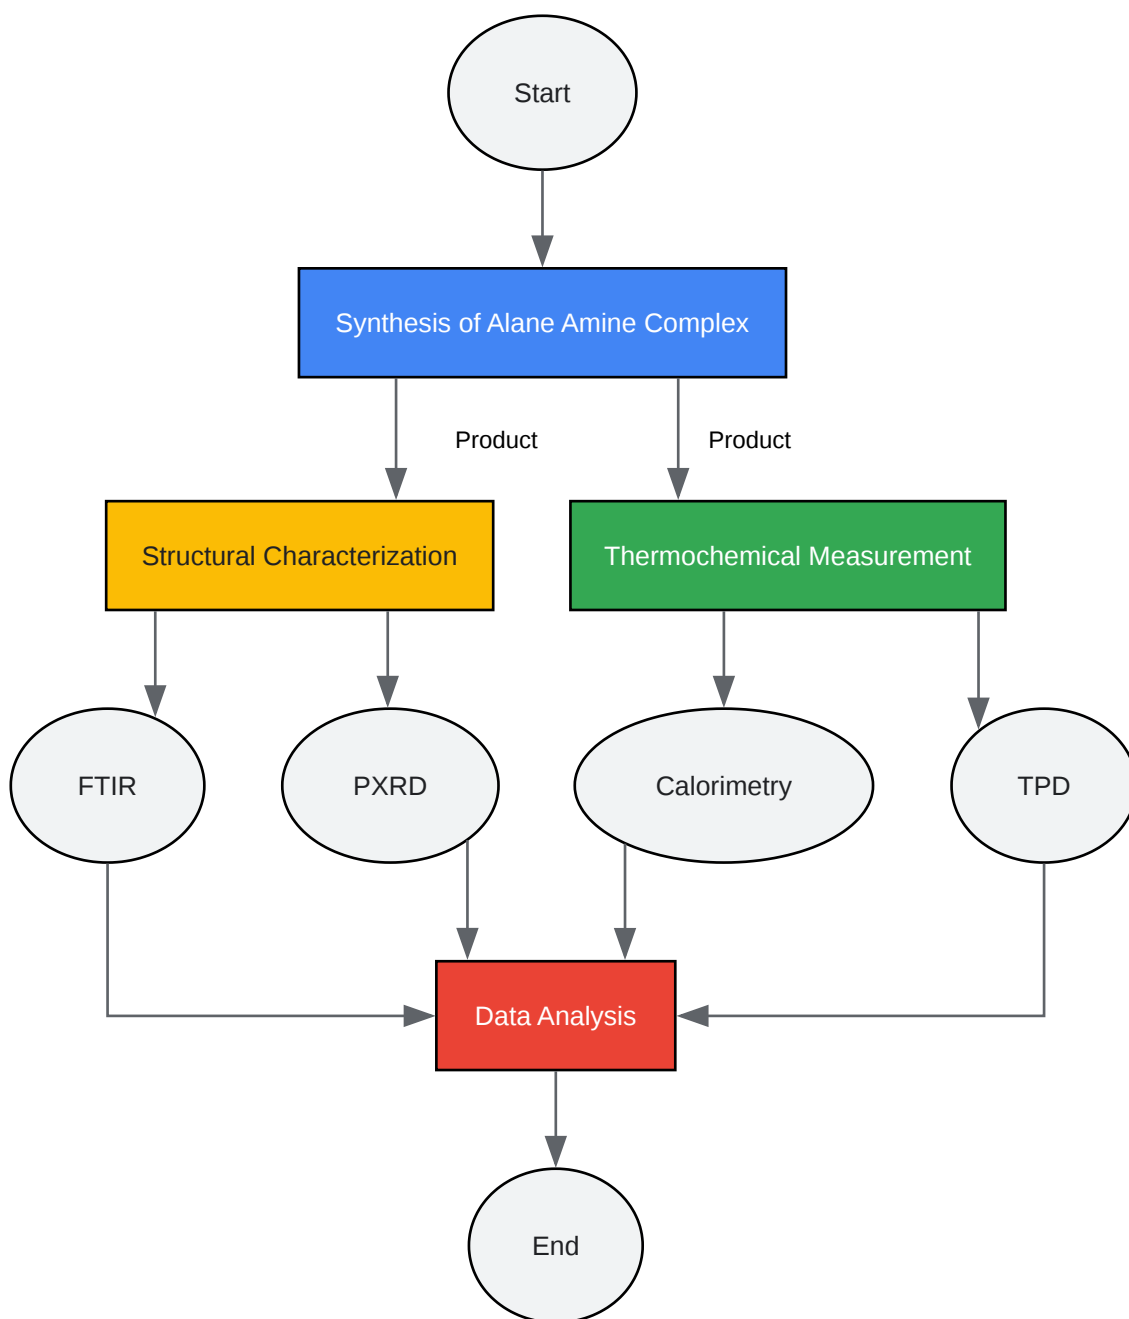 Start
Synthesis of Alane Amine Complex
Product
Product
Structural Characterization
Thermochemical Measurement
FTIR
PXRD
Calorimetry
TPD
Data Analysis
End